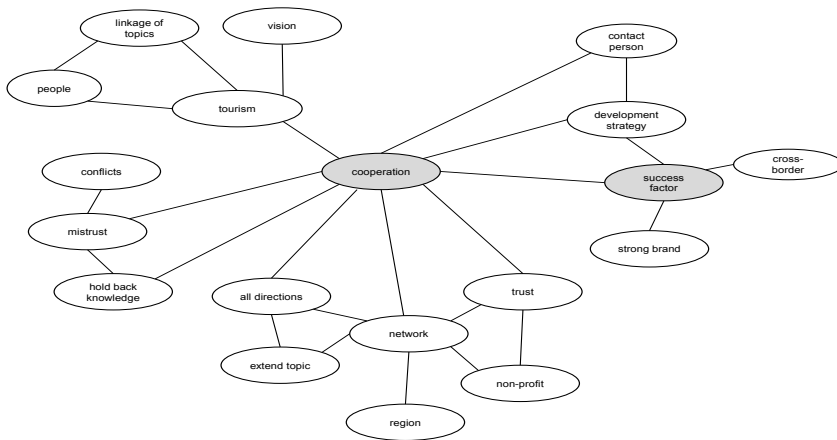 linkage of
topics
vision
contact
person
people
tourism
development
strategy
cross-
border
conflicts
cooperation
success
factor
mistrust
strong brand
hold back
knowledge
all directions
trust
network
extend topic
non-profit
region